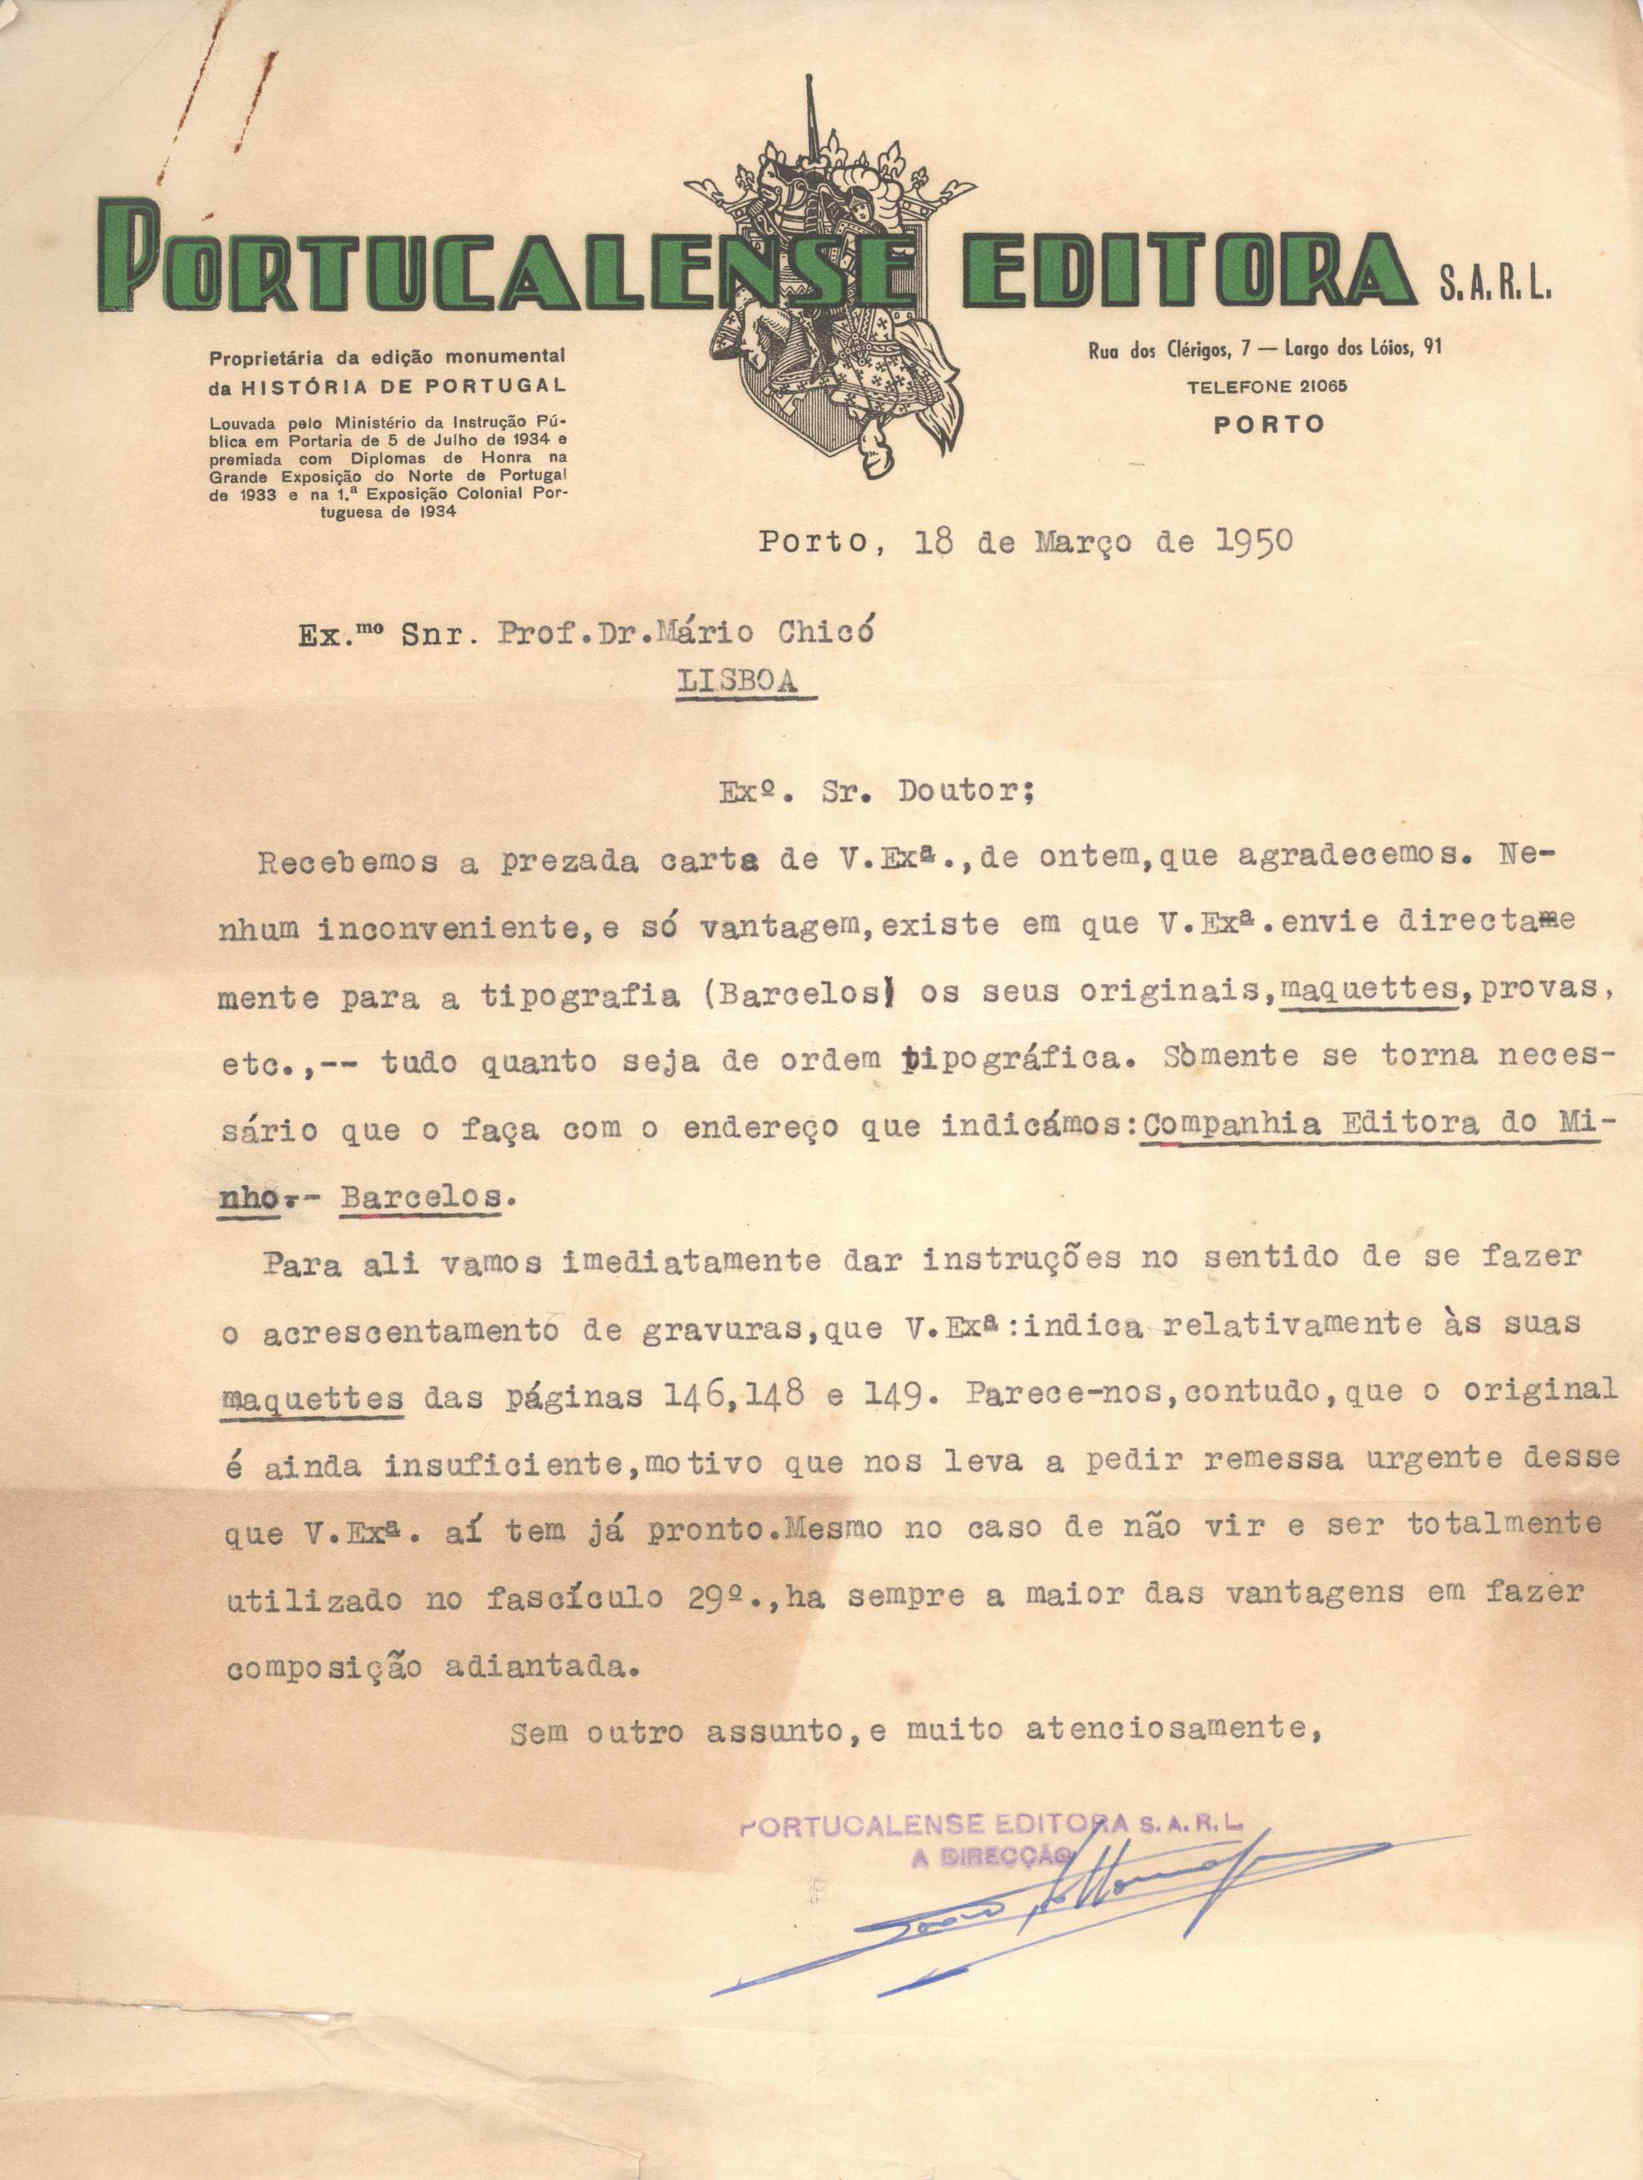 PORTUCALENSE EDITORA S. A. R. L.
Proprietária da edição monumental
da HISTÓRIA DE PORTUGAL
Louvada pelo Ministério da Instrução Pú-
blica em Portaria de 5 de Julho de 1934 e
premiada com Diplomas de Honra na
Grande Exposição do Norte de Portugal
de 1933 e na 1.ª Exposição Colonial Por-
tuguesa de 1934
Rua dos Clérigos, 7 — Largo dos Lóios, 91
TELEFONE 21065
PORTO
Porto, 18 de Março de 1950
Ex.mo Snr. Prof.Dr.Mário Chicó
LISBOA
Exº. Sr. Doutor;
Recebemos a prezada carta de V.Exª.,de ontem,que agradecemos. Ne-
nhum inconveniente,e só vantagem,existe em que V.Exª.envie directame
mente para a tipografia (Barcelos) os seus originais,maquettes,provas,
etc.,-- tudo quanto seja de ordem tipográfica. Sòmente se torna neces-
sário que o faça com o endereço que indicámos:Companhia Editora do Mi-
nho.- Barcelos.
Para ali vamos imediatamente dar instruções no sentido de se fazer
o acrescentamento de gravuras,que V.Exª:indica relativamente às suas
maquettes das páginas 146,148 e 149. Parece-nos,contudo,que o original
é ainda insuficiente,motivo que nos leva a pedir remessa urgente desse
que V.Exª. aí tem já pronto.Mesmo no caso de não vir e ser totalmente
utilizado no fascículo 29º.,ha sempre a maior das vantagens em fazer
composição adiantada.
Sem outro assunto,e muito atenciosamente,
PORTUCALENSE EDITORA S. A. R. L.
A DIRECÇÃO